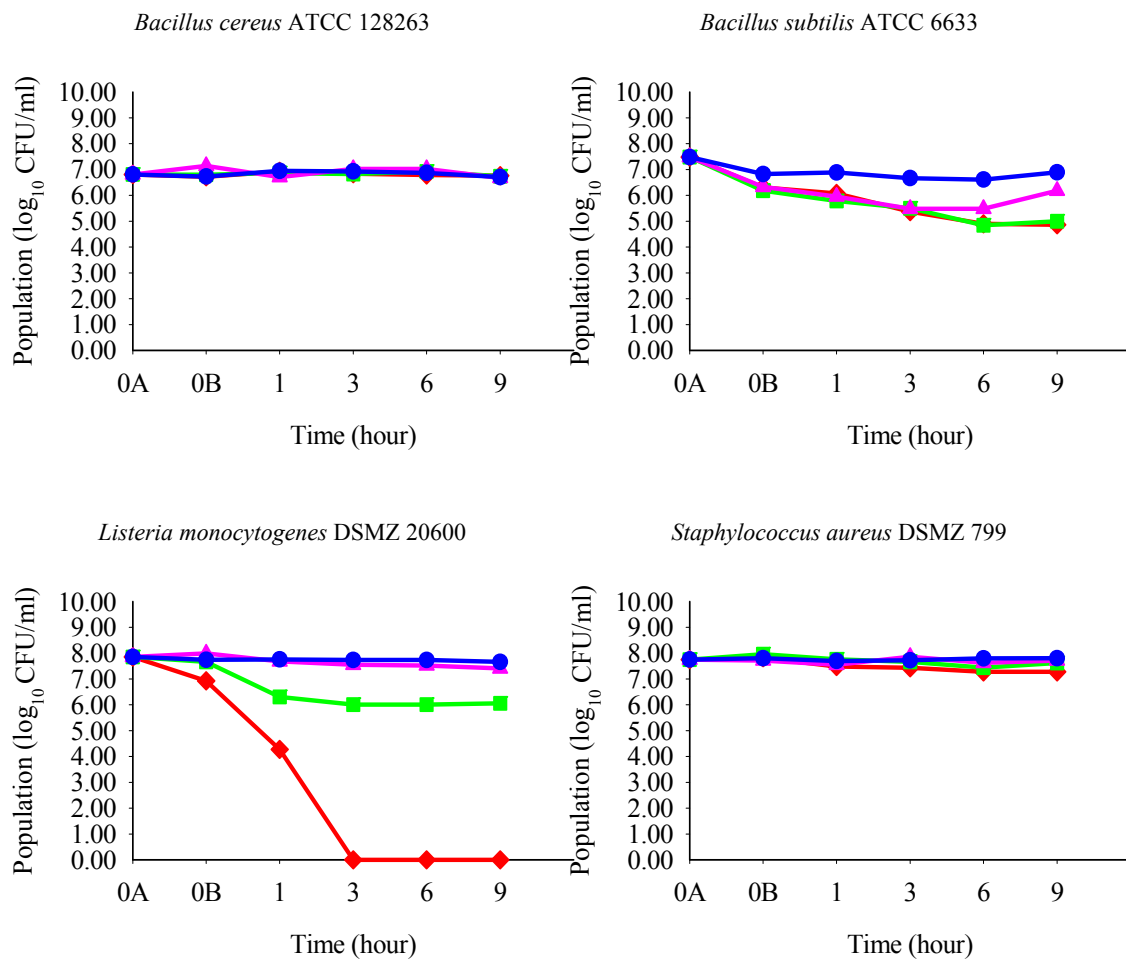 Bacillus cereus ATCC 128263
Population (log10 CFU/ml)
10.00
9.00
8.00
7.00
6.00
5.00
4.00
3.00
2.00
1.00
0.00
0A 0B 1 3 6 9
Time (hour)
Bacillus subtilis ATCC 6633
Population (log10 CFU/ml)
10.00
9.00
8.00
7.00
6.00
5.00
4.00
3.00
2.00
1.00
0.00
0A 0B 1 3 6 9
Time (hour)
Listeria monocytogenes DSMZ 20600
Population (log10 CFU/ml)
10.00
9.00
8.00
7.00
6.00
5.00
4.00
3.00
2.00
1.00
0.00
0A 0B 1 3 6 9
Time (hour)
Staphylococcus aureus DSMZ 799
Population (log10 CFU/ml)
10.00
9.00
8.00
7.00
6.00
5.00
4.00
3.00
2.00
1.00
0.00
0A 0B 1 3 6 9
Time (hour)